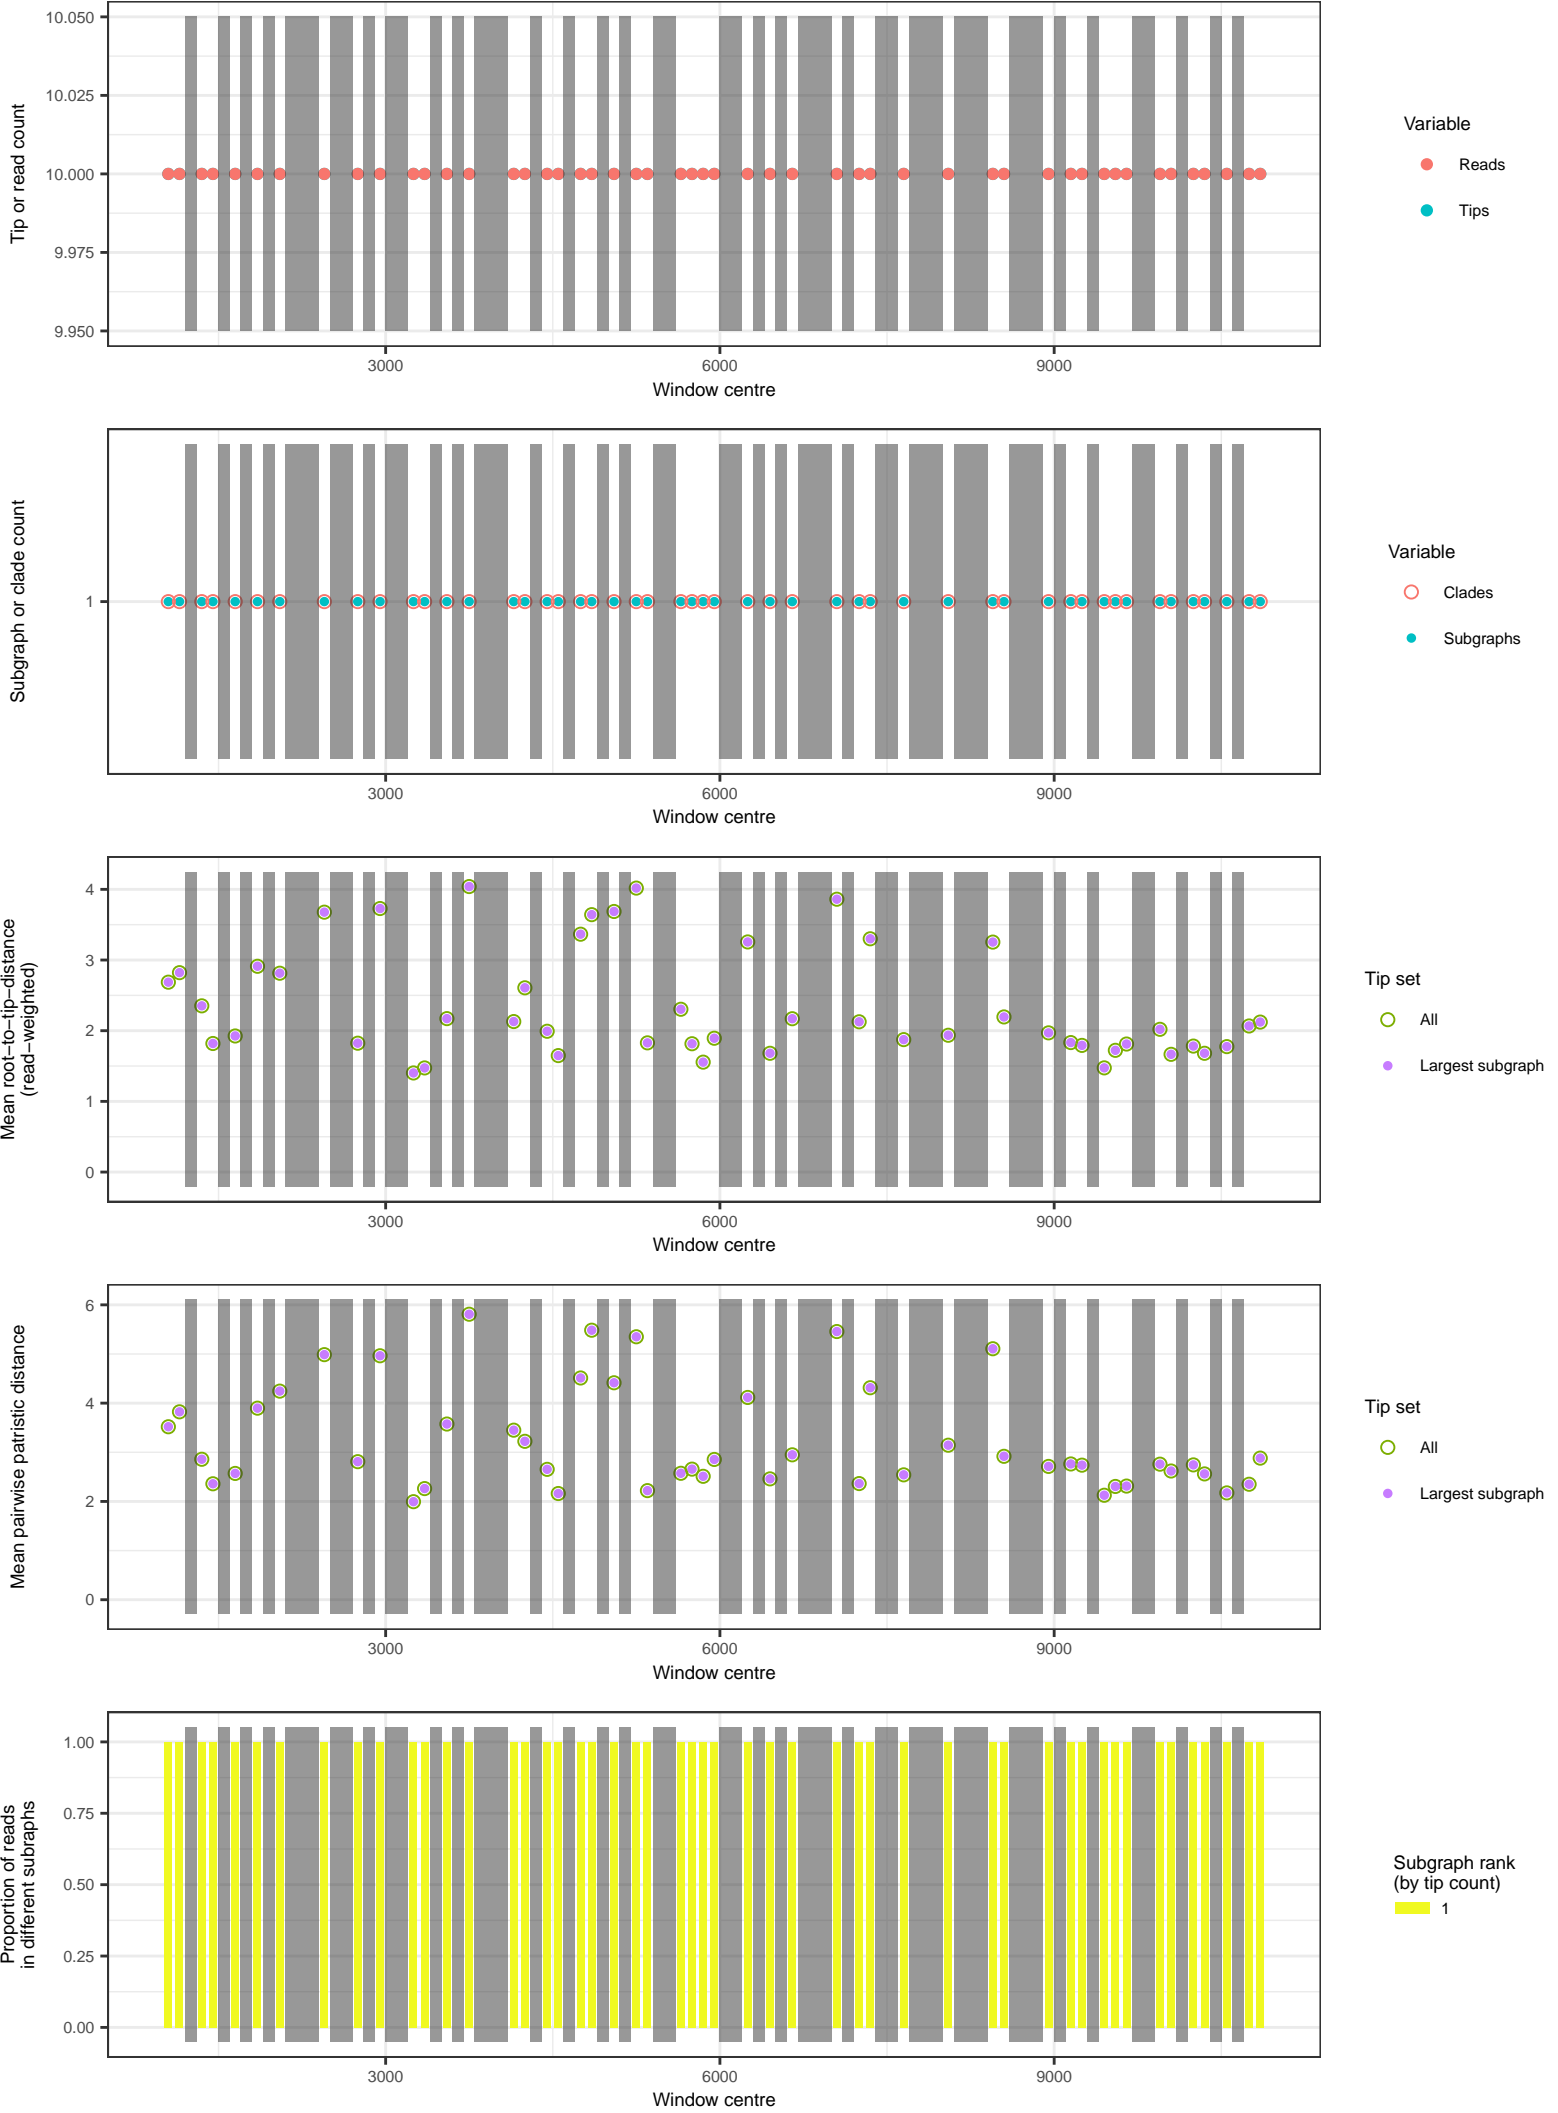 10.050
10.025
10.000
9.975
9.950
Tip or read count
3000
6000
9000
Window centre
Variable
Reads
Tips
1
Subgraph or clade count
3000
6000
9000
Window centre
Variable
Clades
Subgraphs
4
3
2
1
0
Mean root−to−tip−distance
(read−weighted)
3000
6000
9000
Window centre
Tip set
All
Largest subgraph
6
4
2
0
Mean pairwise patristic distance
3000
6000
9000
Window centre
Tip set
All
Largest subgraph
1.00
0.75
0.50
0.25
0.00
Proportion of reads
in different subraphs
3000
6000
9000
Window centre
Subgraph rank
(by tip count)
1